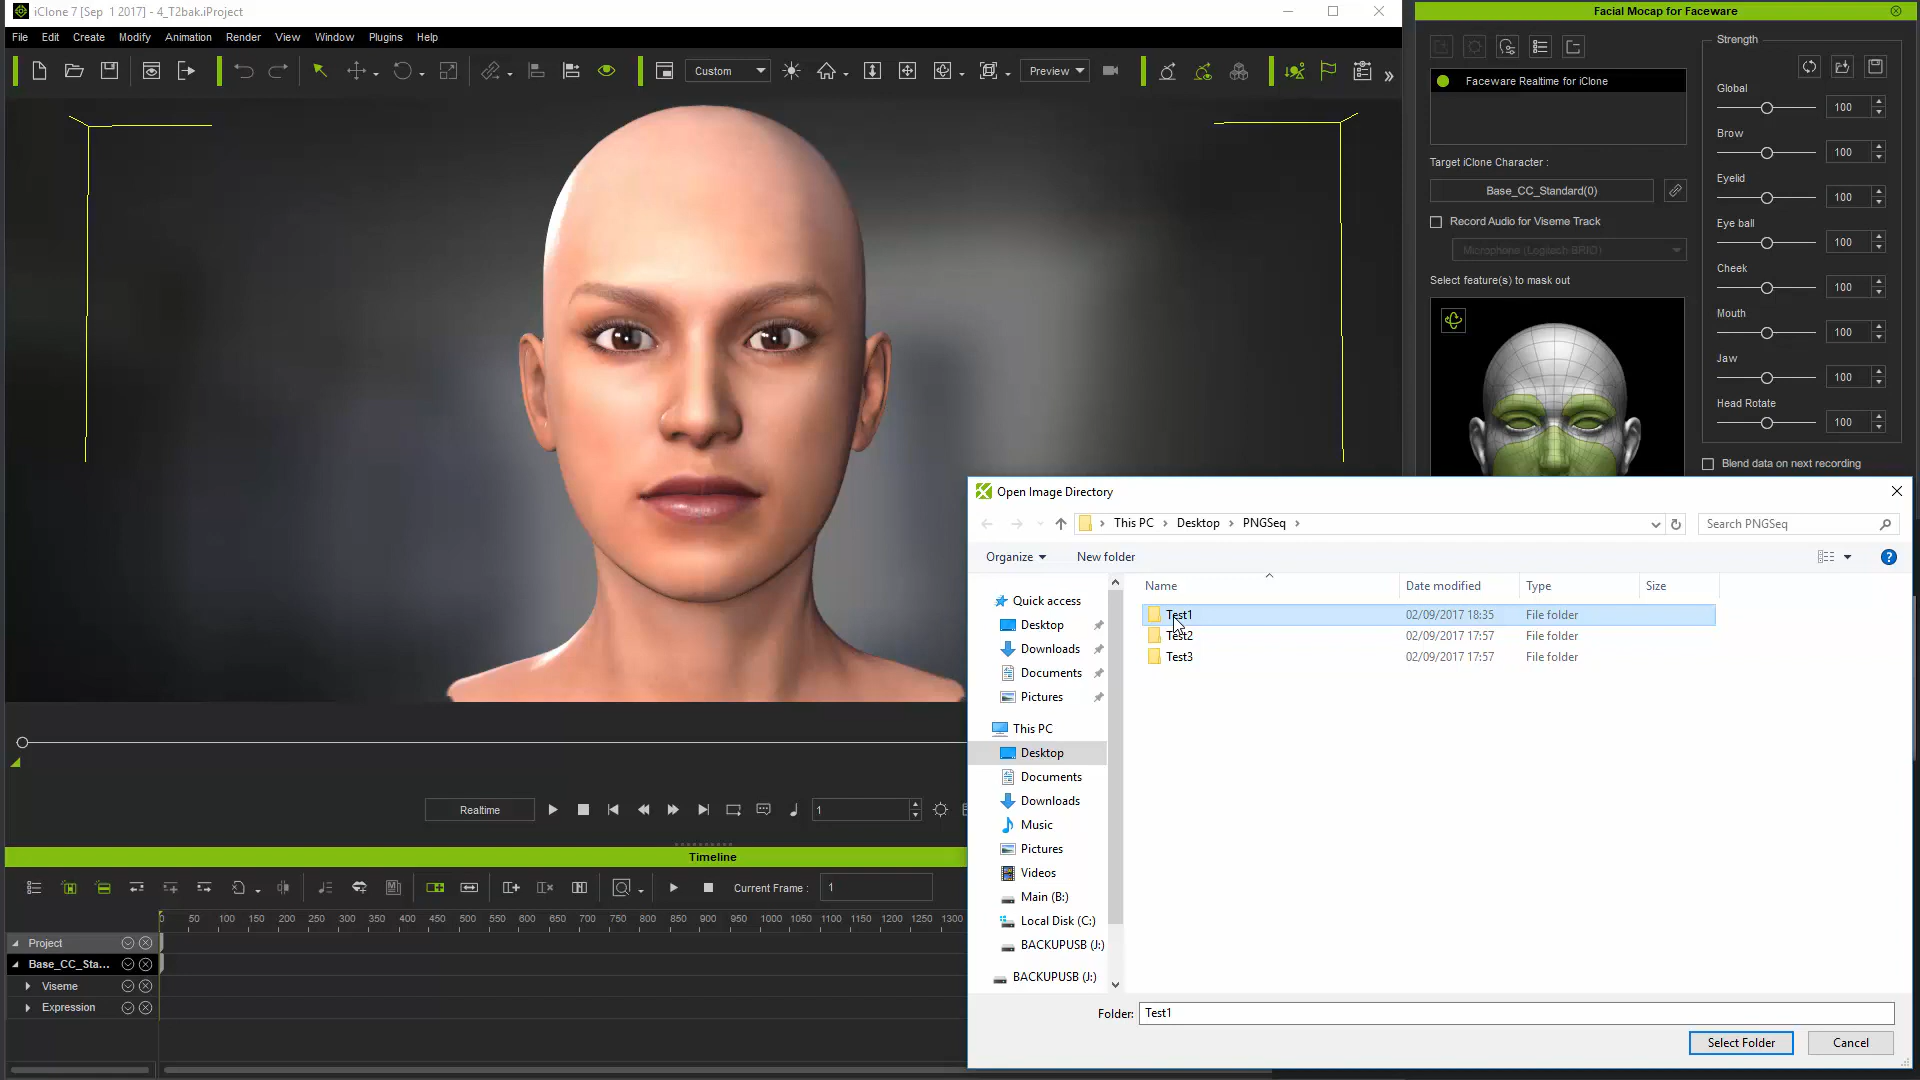 iClone 7 [Sep 1 2017] - 4_T2bak.iProject
File Edit Create Modify Animation Render View Window Plugins Help
Custom
Preview
Facial Mocap for Faceware
Faceware Realtime for iClone
Target iClone Character :
Base_CC_Standard(0)
Record Audio for Viseme Track
Microphone (Logitech BRIO)
Select feature(s) to mask out
Strength
Global
100
Brow
100
Eyelid
100
Eye ball
100
Cheek
100
Mouth
100
Jaw
100
Head Rotate
100
Blend data on next recording
Open Image Directory
This PC Desktop PNGSeq
Search PNGSeq
Organize New folder
Name Date modified Type Size
Test1 02/09/2017 18:35 File folder
Test2 02/09/2017 17:57 File folder
Test3 02/09/2017 17:57 File folder
Quick access
Desktop
Downloads
Documents
Pictures
This PC
Desktop
Documents
Downloads
Music
Pictures
Videos
Main (B:)
Local Disk (C:)
BACKUPUSB (J:)
BACKUPUSB (J:)
Folder: Test1
Select Folder Cancel
Realtime
1
Timeline
Current Frame : 1
0 50 100 150 200 250 300 350 400 450 500 550 600 650 700 750 800 850 900 950 1000 1050 1100 1150 1200 1250 1300
Project
Base_CC_Sta...
Viseme
Expression